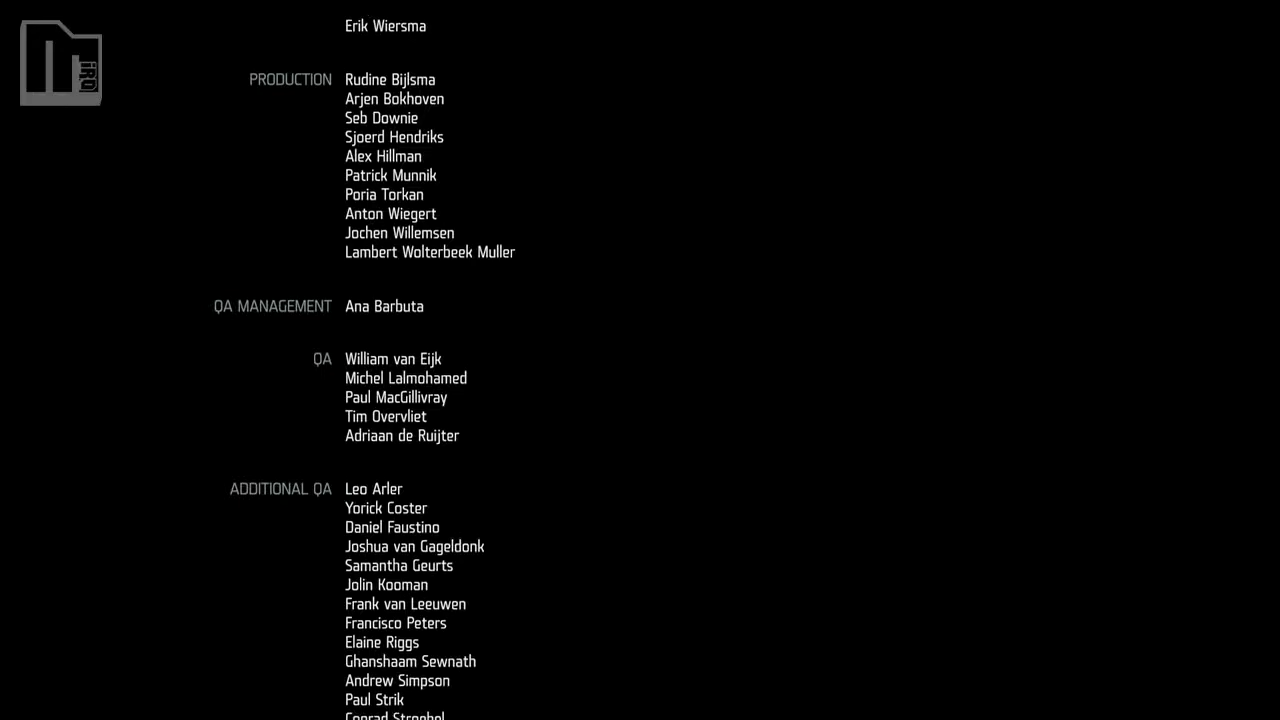 Erik Wiersma
PRODUCTION Rudine Bijlsma
Arjen Bokhoven
Seb Downie
Sjoerd Hendriks
Alex Hillman
Patrick Munnik
Poria Torkan
Anton Wiegert
Jochen Willemsen
Lambert Wolterbeek Muller
QA MANAGEMENT Ana Barbuta
QA William van Eijk
Michel Lalmohamed
Paul MacGillivray
Tim Overvliet
Adriaan de Ruijter
ADDITIONAL QA Leo Arler
Yorick Coster
Daniel Faustino
Joshua van Gageldonk
Samantha Geurts
Jolin Kooman
Frank van Leeuwen
Francisco Peters
Elaine Riggs
Ghanshaam Sewnath
Andrew Simpson
Paul Strik
Conrad Stroebel